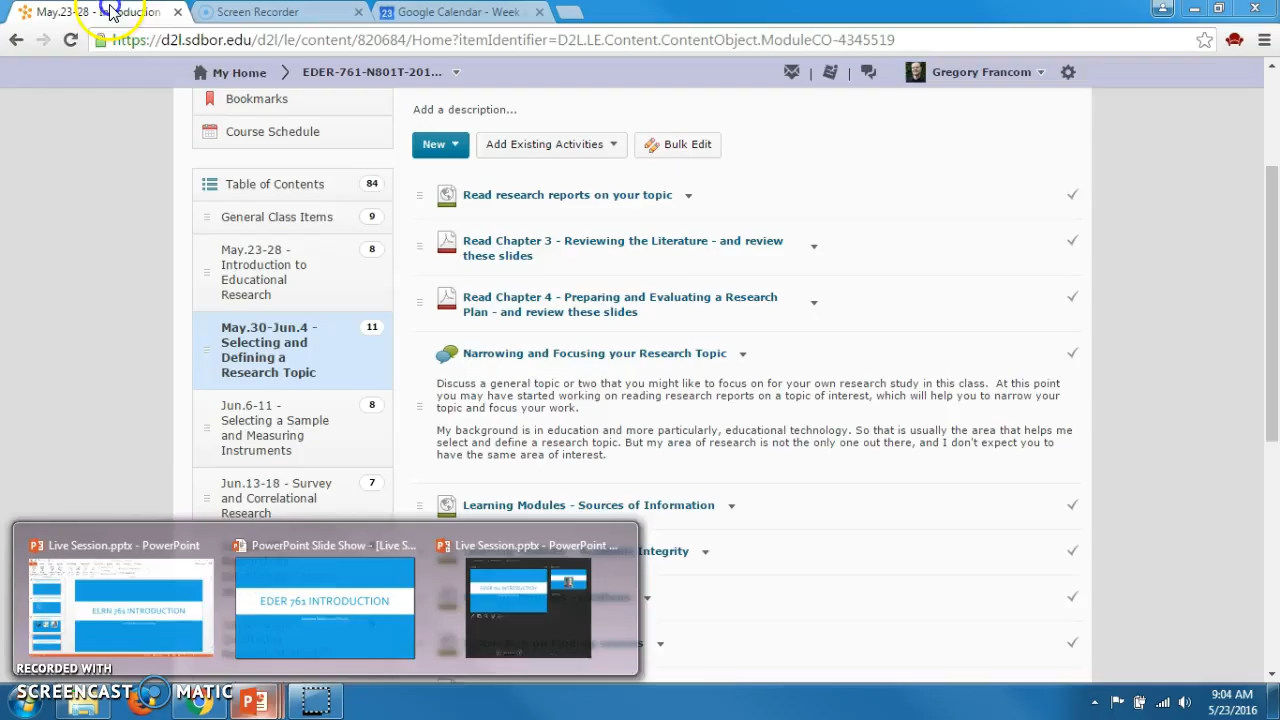 May.23-28 - Introduction
Screen Recorder
Google Calendar - Week
https://d2l.sdbor.edu/d2l/le/content/820684/Home?itemIdentifier=D2L.LE.Content.ContentObject.ModuleCO-4345519
My Home
EDER-761-N801T-201...
Gregory Francom
Bookmarks
Course Schedule
Table of Contents 84
General Class Items 9
May.23-28 - 8
Introduction to
Educational
Research
May.30-Jun.4 - 11
Selecting and
Defining a
Research Topic
Jun.6-11 - 8
Selecting a Sample
and Measuring
Instruments
Jun.13-18 - Survey 7
and Correlational
Research
Add a description...
New
Add Existing Activities
Bulk Edit
Read research reports on your topic
Read Chapter 3 - Reviewing the Literature - and review
these slides
Read Chapter 4 - Preparing and Evaluating a Research
Plan - and review these slides
Narrowing and Focusing your Research Topic
Discuss a general topic or two that you might like to focus on for your own research study in this class. At this point
you may have started working on reading research reports on a topic of interest, which will help you to narrow your
topic and focus your work.
My background is in education and more particularly, educational technology. So that is usually the area that helps me
select and define a research topic. But my area of research is not the only one out there, and I don't expect you to
have the same area of interest.
Learning Modules - Sources of Information
Integrity
Live Session.pptx - PowerPoint
PowerPoint Slide Show - [Live S...
Live Session.pptx - PowerPoint ...
ELRN 761 INTRODUCTION
EDER 761 INTRODUCTION
EDER 761 INTRODUCTION
RECORDED WITH
SCREENCAST MATIC
9:04 AM
5/23/2016